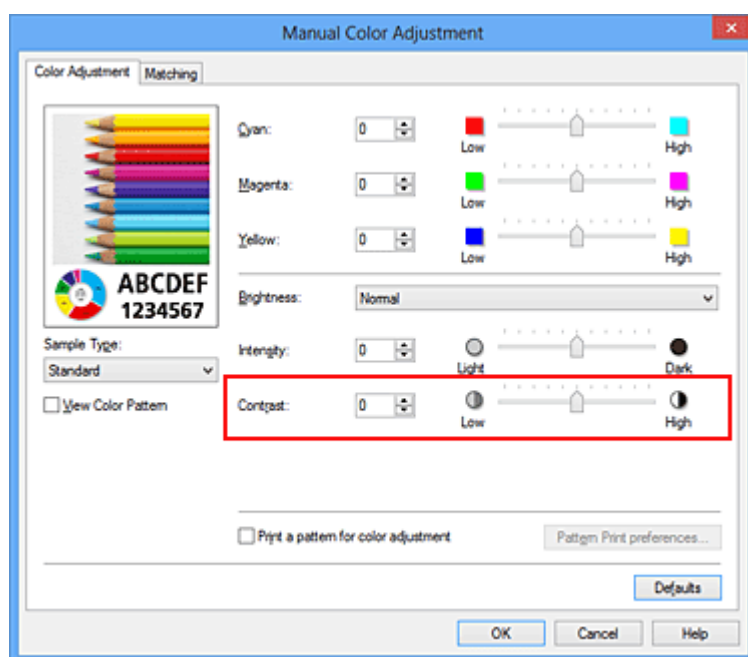 Manual Color Adjustment
Color Adjustment
Matching
ABCDEF
1234567
Sample Type:
Standard
View Color Pattern
Cyan:
0
Low
High
Magenta:
0
Low
High
Yellow:
0
Low
High
Brightness:
Normal
Intensity:
0
Light
Dark
Contrast:
0
Low
High
Print a pattern for color adjustment
Pattern Print preferences...
Defaults
OK
Cancel
Help